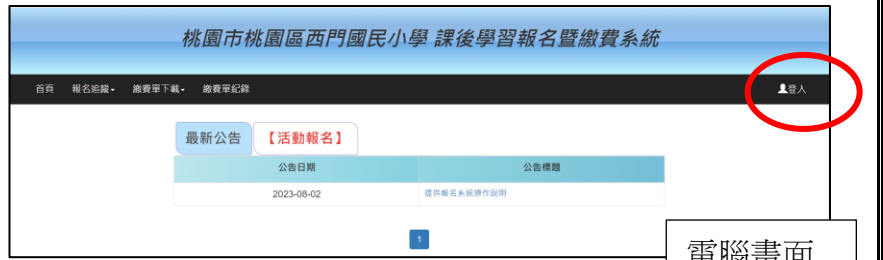 桃園市桃園區西門國民小學 課後學習報名暨繳費系統
首頁 報名追蹤 繳費單下載 繳費單紀錄 登入
最新公告 【活動報名】
公告日期 公告標題
2023-08-02 提供報名系統操作說明
1
電腦畫面